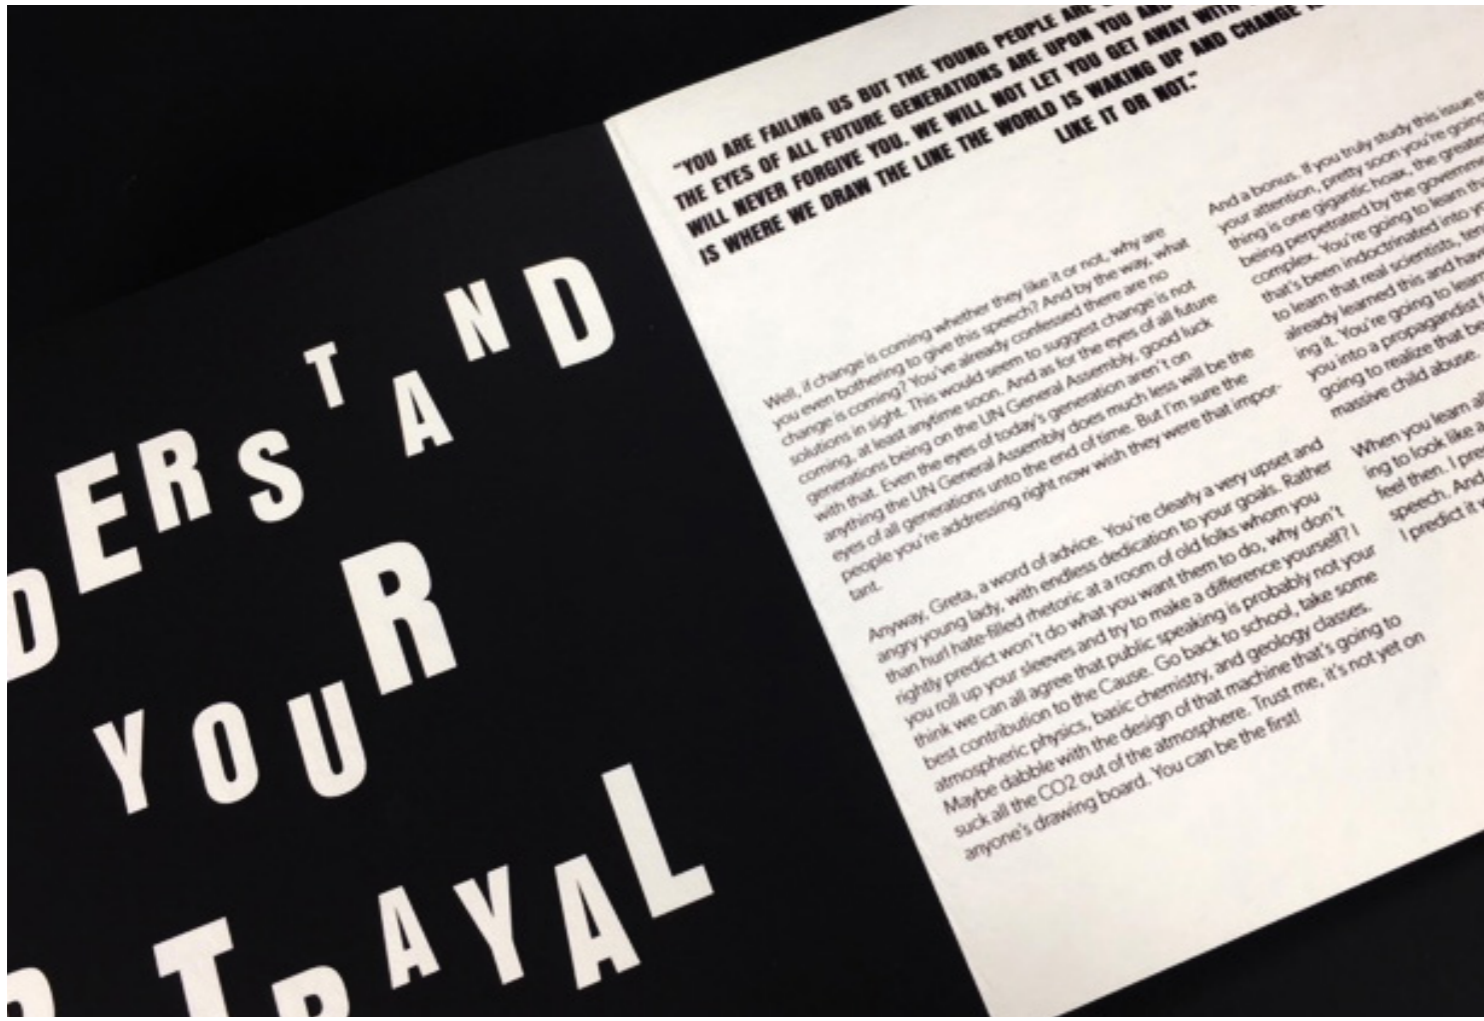 DERSTAND
YOUR
TRAYAL
"YOU ARE FAILING US BUT THE YOUNG PEOPLE ARE
THE EYES OF ALL FUTURE GENERATIONS ARE UPON YOU AND
WILL NEVER FORGIVE YOU. WE WILL NOT LET YOU GET AWAY WITH
IS WHERE WE DRAW THE LINE THE WORLD IS WAKING UP AND CHANGE
LIKE IT OR NOT."
Well, if change is coming whether they like it or not, why are
you even bothering to give this speech? And by the way, what
change is coming? You've already confessed there are no
solutions in sight. This would seem to suggest change is not
coming, at least anytime soon. And as for the eyes of all future
generations being on the UN General Assembly, good luck
with that. Even the eyes of today's generation aren't on
anything the UN General Assembly does much less will be the
eyes of all generations unto the end of time. But I'm sure the
people you're addressing right now wish they were that impor-
tant.
Anyway, Greta, a word of advice. You're clearly a very upset and
angry young lady, with endless dedication to your goals. Rather
than hurl hate-filled rhetoric at a room of old folks whom you
rightly predict won't do what you want them to do, why don't
you roll up your sleeves and try to make a difference yourself? I
think we can all agree that public speaking is probably not your
best contribution to the Cause. Go back to school, take some
atmospheric physics, basic chemistry, and geology classes.
Maybe dabble with the design of that machine that's going to
suck all the CO2 out of the atmosphere. Trust me, it's not yet on
anyone's drawing board. You can be the first!
And a bonus. If you truly study this issue
your attention, pretty soon you're going
thing is one gigantic hoax, the
being perpetrated by the
complex. You're going to learn
that's been indoctrinated into
to learn that real scientists,
already learned this and have
ing it. You're going to learn
you into a propagandist
going to realize that
massive child abuse.
When you learn
ing to look like a
feel then. I
speech. And
I predict it